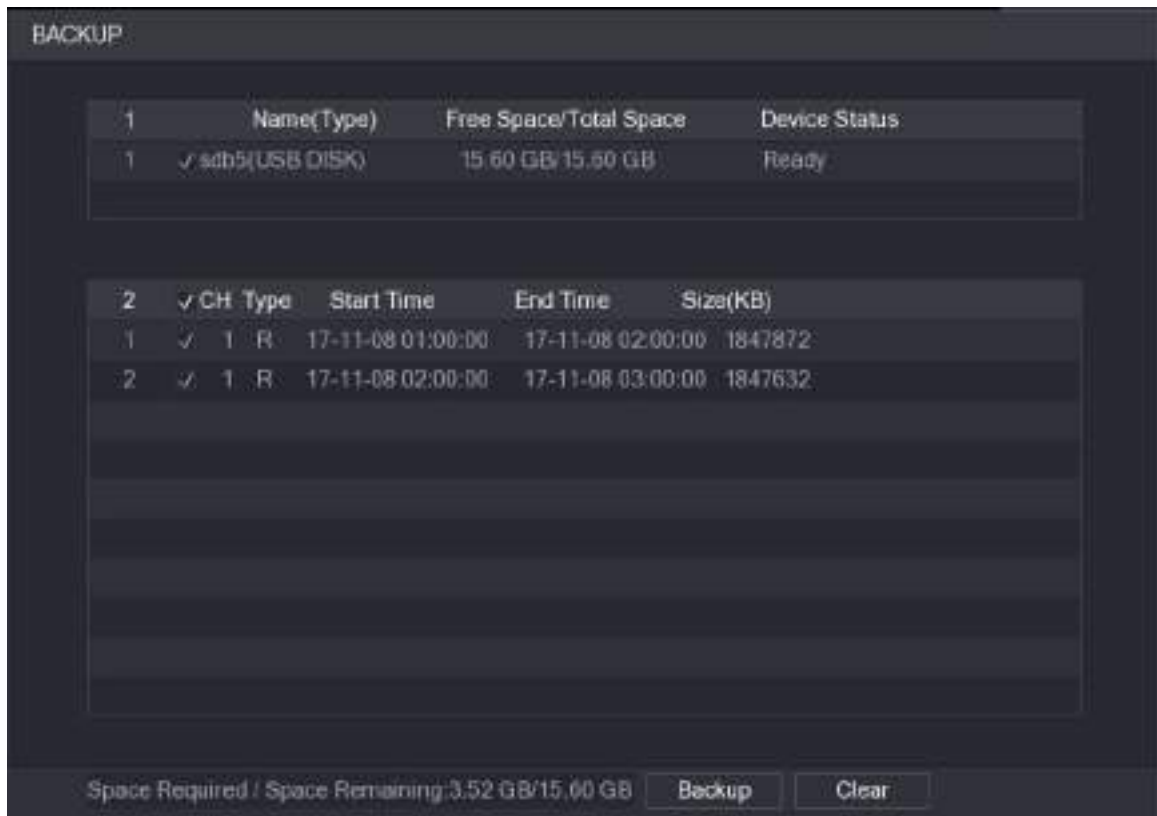 BACKUP
1 Name(Type) Free Space/Total Space Device Status
1 ✓ sdb5(USB DISK) 15.60 GB/15.60 GB Ready
2 ✓ CH Type Start Time End Time Size(KB)
1 ✓ 1 R 17-11-08 01:00:00 17-11-08 02:00:00 1847872
2 ✓ 1 R 17-11-08 02:00:00 17-11-08 03:00:00 1847632
Space Required / Space Remaining:3.52 GB/15.60 GB Backup Clear